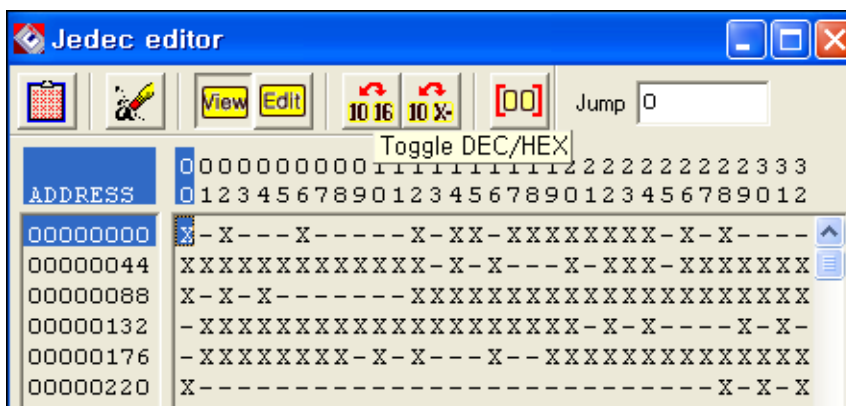 Jedec editor
View Edit 10 16 10 X- [00] Jump 0
Toggle DEC/HEX
000000000011111111112222222222333
ADDRESS 012345678901234567890123456789012
00000000 X-X---X-----X-XX-XXXXXXXX-X-X----
00000044 XXXXXXXXXXXXX-X-X---X-XXX-XXXXXXX
00000088 X-X-X-------XXXXXXXXXXXXXXXXXXXXX
00000132 -XXXXXXXXXXXXXXXXXXXX-X-X----X-X-
00000176 -XXXXXXXX-X-X---X--XXXXXXXXXXXXXX
00000220 X---------------------------X-X-X